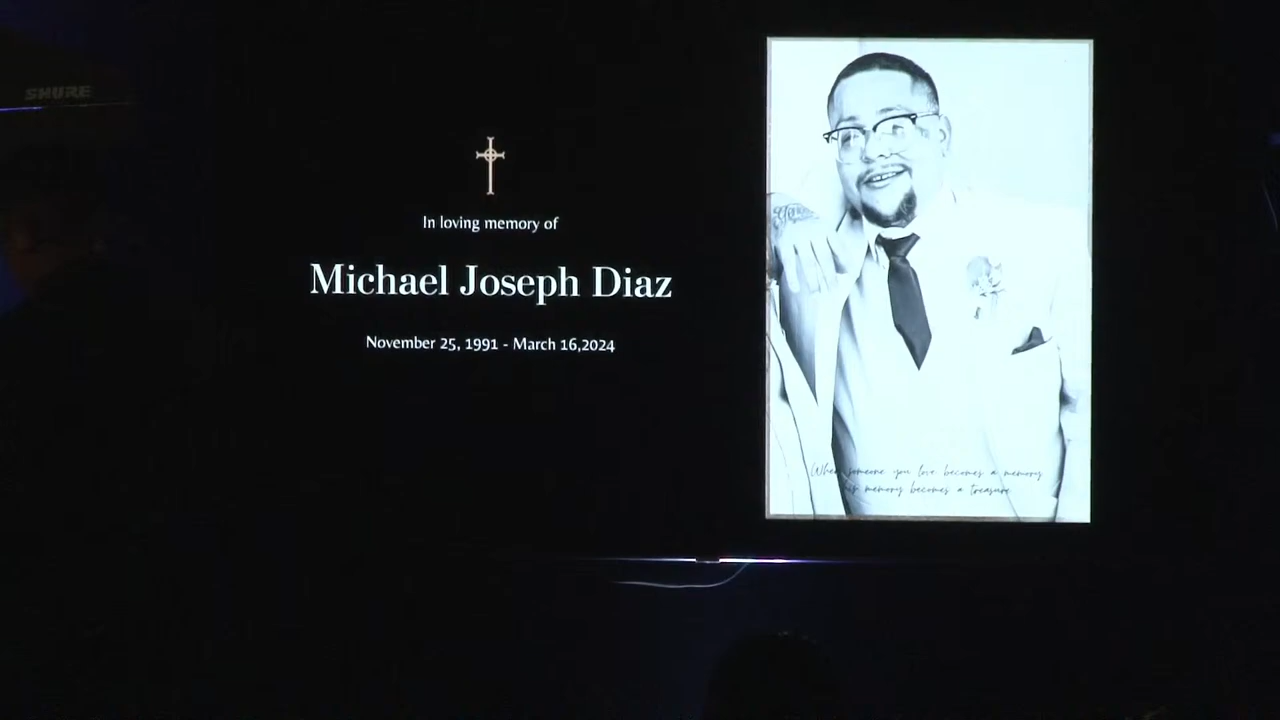 SHURE
In loving memory of
Michael Joseph Diaz
November 25, 1991 - March 16,2024
When someone you love becomes a memory
memory becomes a treasure